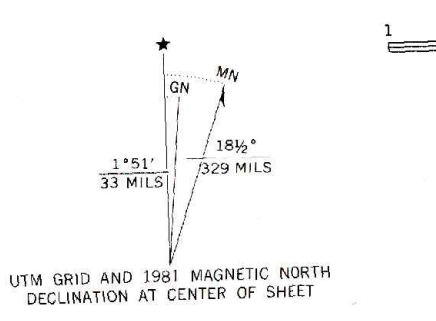 1
MN
GN
18½°
329 MILS
1°51'
33 MILS
UTM GRID AND 1981 MAGNETIC NORTH
DECLINATION AT CENTER OF SHEET